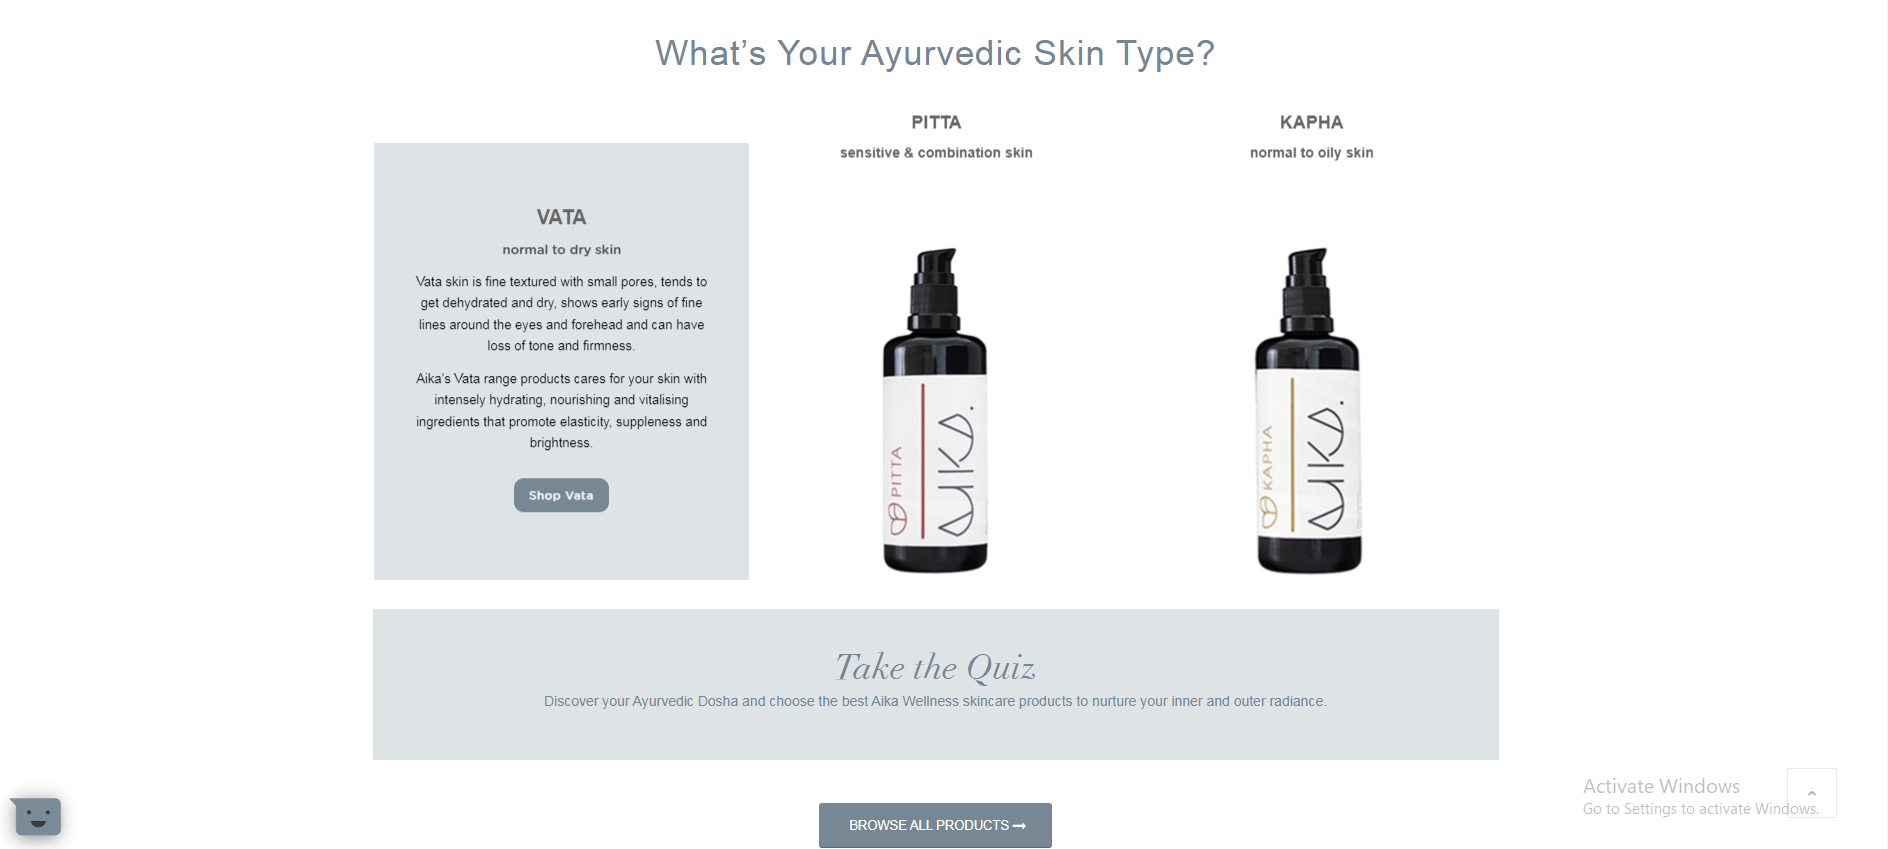 What’s Your Ayurvedic Skin Type?
VATA
normal to dry skin
Vata skin is fine textured with small pores, tends to
get dehydrated and dry, shows early signs of fine
lines around the eyes and forehead and can have
loss of tone and firmness.
Aika’s Vata range products cares for your skin with
intensely hydrating, nourishing and vitalising
ingredients that promote elasticity, suppleness and
brightness.
Shop Vata
PITTA
sensitive & combination skin
PITTA
AIKA.
KAPHA
normal to oily skin
KAPHA
AIKA.
Take the Quiz
Discover your Ayurvedic Dosha and choose the best Aika Wellness skincare products to nurture your inner and outer radiance.
BROWSE ALL PRODUCTS
Activate Windows
Go to Settings to activate Windows.